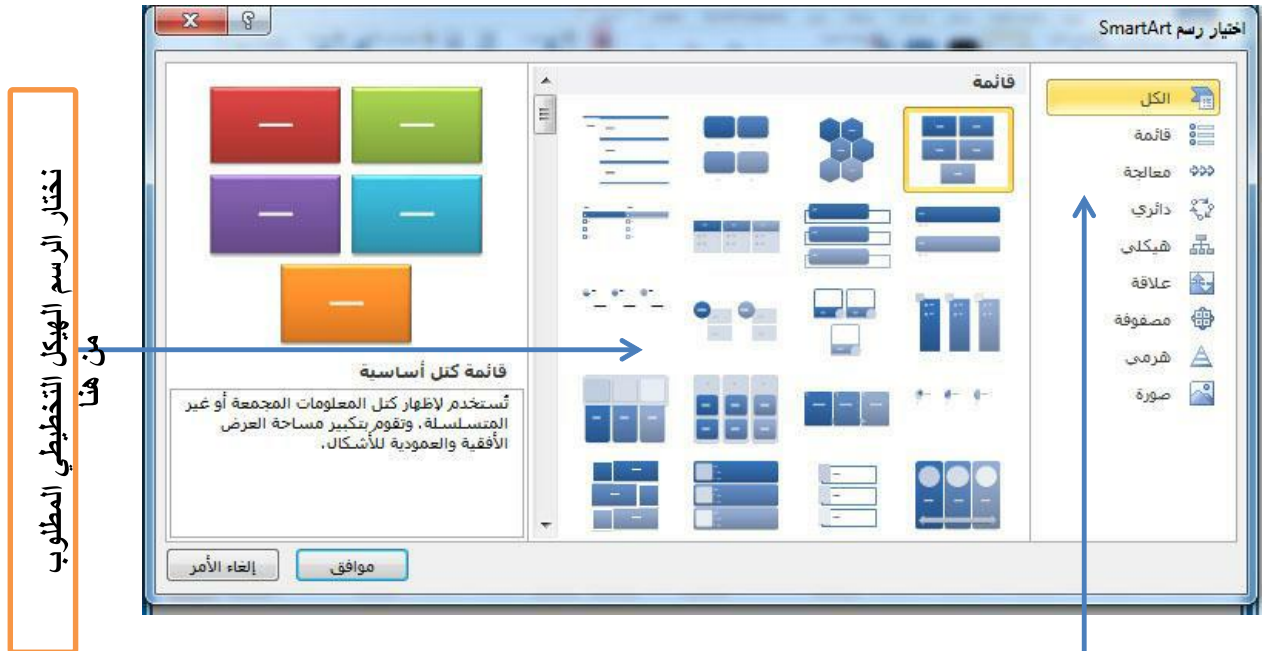 اختيار رسم SmartArt
الكل
قائمة
معالجة
دائري
هيكلي
علاقة
مصفوفة
هرمي
صورة
قائمة
قائمة كتل أساسية
تُستخدم لإظهار كتل المعلومات المجمعة أو غير
المتسلسلة. وتقوم بتكبير مساحة العرض
الأفقية والعمودية للأشكال.
موافق
إلغاء الأمر
نختار الرسم الهيكل التخطيطي المطلوب
من هنا